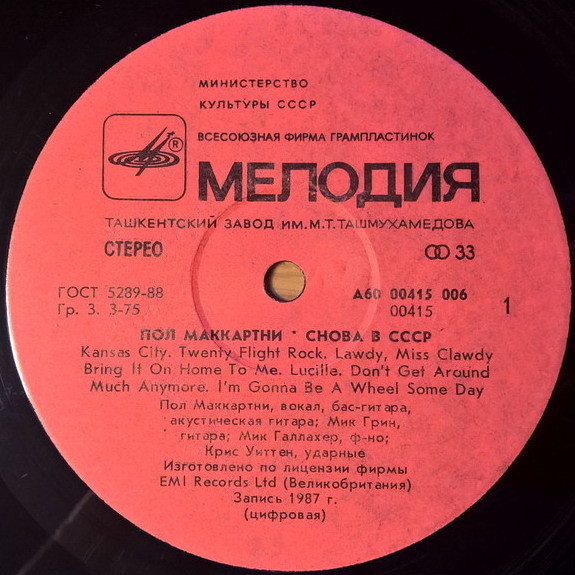 МИНИСТЕРСТВО
КУЛЬТУРЫ СССР
ВСЕСОЮЗНАЯ ФИРМА ГРАМПЛАСТИНОК
®
МЕЛОДИЯ
ТАШКЕНТСКИЙ ЗАВОД ИМ.М.Т.ТАШМУХАМЕДОВА
СТЕРЕО 33
ГОСТ 5289-88 А60 00415 006
Гр. 3. 3-75 00415 1
ПОЛ МАККАРТНИ * СНОВА В СССР
Kansas City. Twenty Flight Rock. Lawdy, Miss Clawdy
Bring It On Home To Me. Lucille. Don't Get Around
Much Anymore. I'm Gonna Be A Wheel Some Day
Пол Маккартни, вокал, бас-гитара,
акустическая гитара; Мик Грин,
гитара; Мик Галлахер, ф-но;
Крис Уиттен, ударные
Изготовлено по лицензии фирмы
EMI Records Ltd (Великобритания)
Запись 1987 г.
(цифровая)